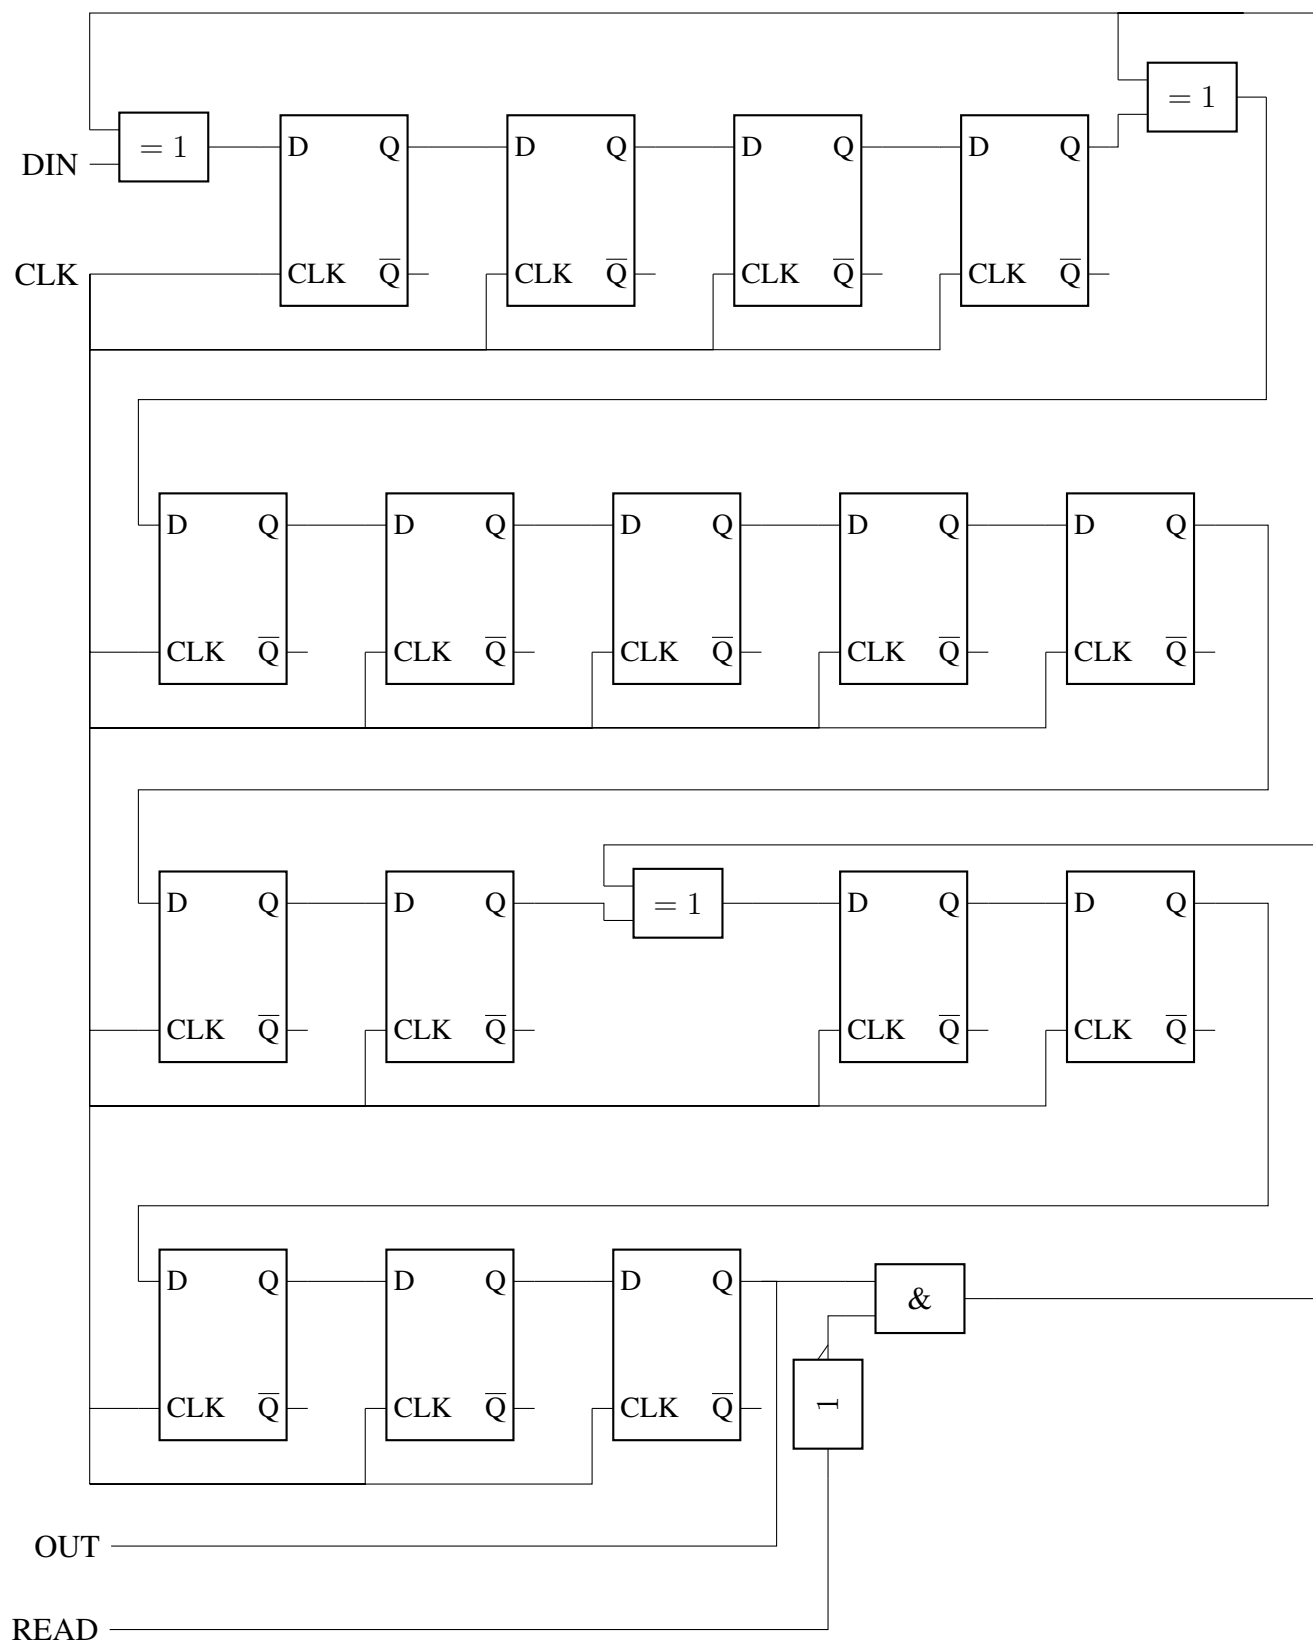 = 1
= 1
DIN
D Q D Q D Q D Q
CLK
CLK Q̅ CLK Q̅ CLK Q̅ CLK Q̅
D Q D Q D Q D Q D Q
CLK Q̅ CLK Q̅ CLK Q̅ CLK Q̅ CLK Q̅
D Q D Q = 1 D Q D Q
CLK Q̅ CLK Q̅ CLK Q̅ CLK Q̅
D Q D Q D Q &
CLK Q̅ CLK Q̅ CLK Q̅ 1
OUT
READ